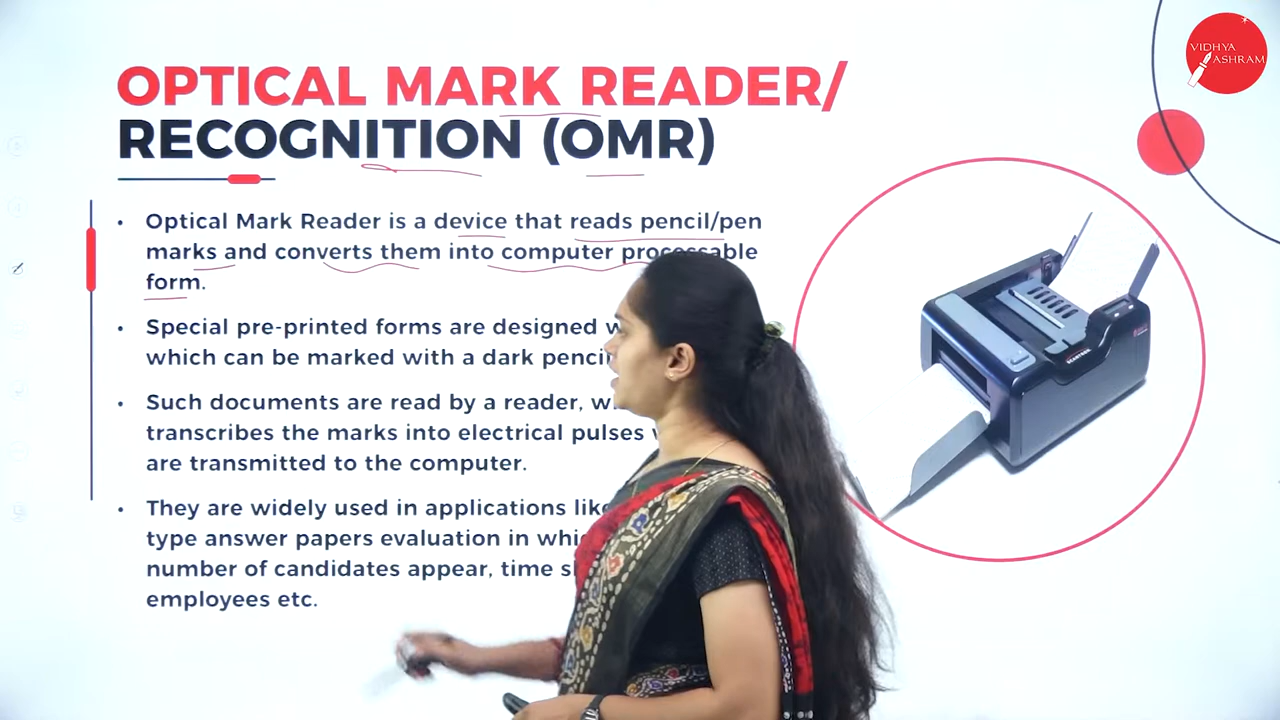 VIDHYA
ASHRAM
OPTICAL MARK READER/
RECOGNITION (OMR)
• Optical Mark Reader is a device that reads pencil/pen
marks and converts them into computer processable
form.
• Special pre-printed forms are designed
which can be marked with a dark
• Such documents are read by a reader,
transcribes the marks into electrical pulses
are transmitted to the computer.
• They are widely used in applications like
type answer papers evaluation in
number of candidates appear, time
employees etc.